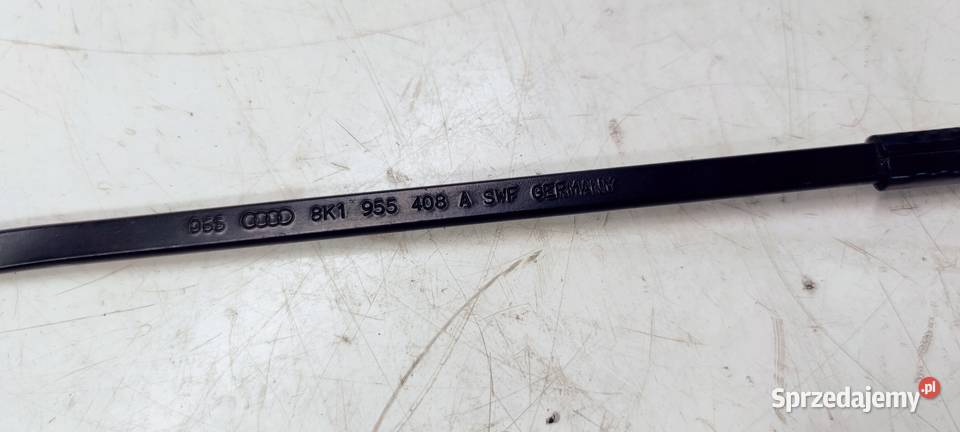 955 8K1 955 408 A SWF GERMANY
Sprzedajemy.pl